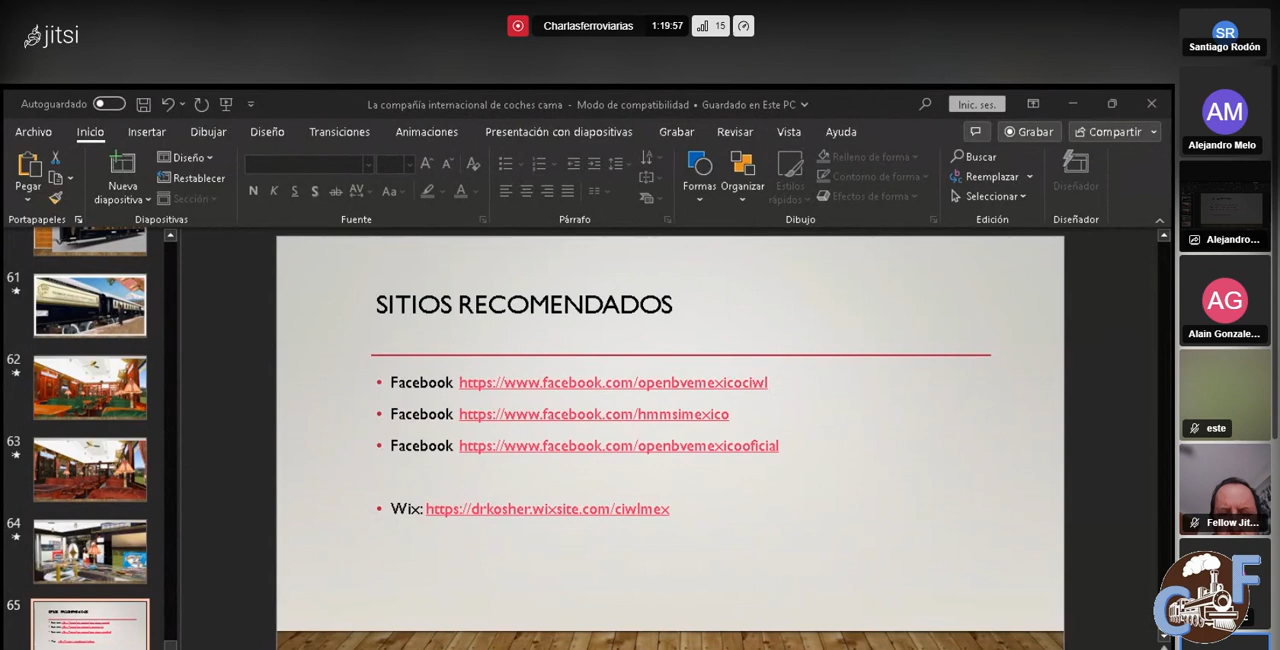 jitsi
Charlasferroviarias 1:19:57 15
SR
Santiago Rodón
Autoguardado
La compañía internacional de coches cama - Modo de compatibilidad • Guardado en Este PC
Inic. ses.
Archivo Inicio Insertar Dibujar Diseño Transiciones Animaciones Presentación con diapositivas Grabar Revisar Vista Ayuda
Grabar Compartir
AM
Alejandro Melo
Pegar
Nueva diapositiva
Diseño
Restablecer
Sección
N K S S ab AV Aa A
Formas Organizar Estilos rápidos
Relleno de forma
Contorno de forma
Efectos de forma
Buscar
Reemplazar
Seleccionar
Diseñador
Portapapeles Diapositivas Fuente Párrafo Dibujo Edición Diseñador
Alejandro...
AG
Alain Gonzale...
este
Fellow Jit...
61
62
63
64
65
SITIOS RECOMENDADOS
• Facebook https://www.facebook.com/openbvemexicociwl
• Facebook https://www.facebook.com/hmmsimexico
• Facebook https://www.facebook.com/openbvemexicooficial
• Wix: https://drkosher.wixsite.com/ciwlmex
C F